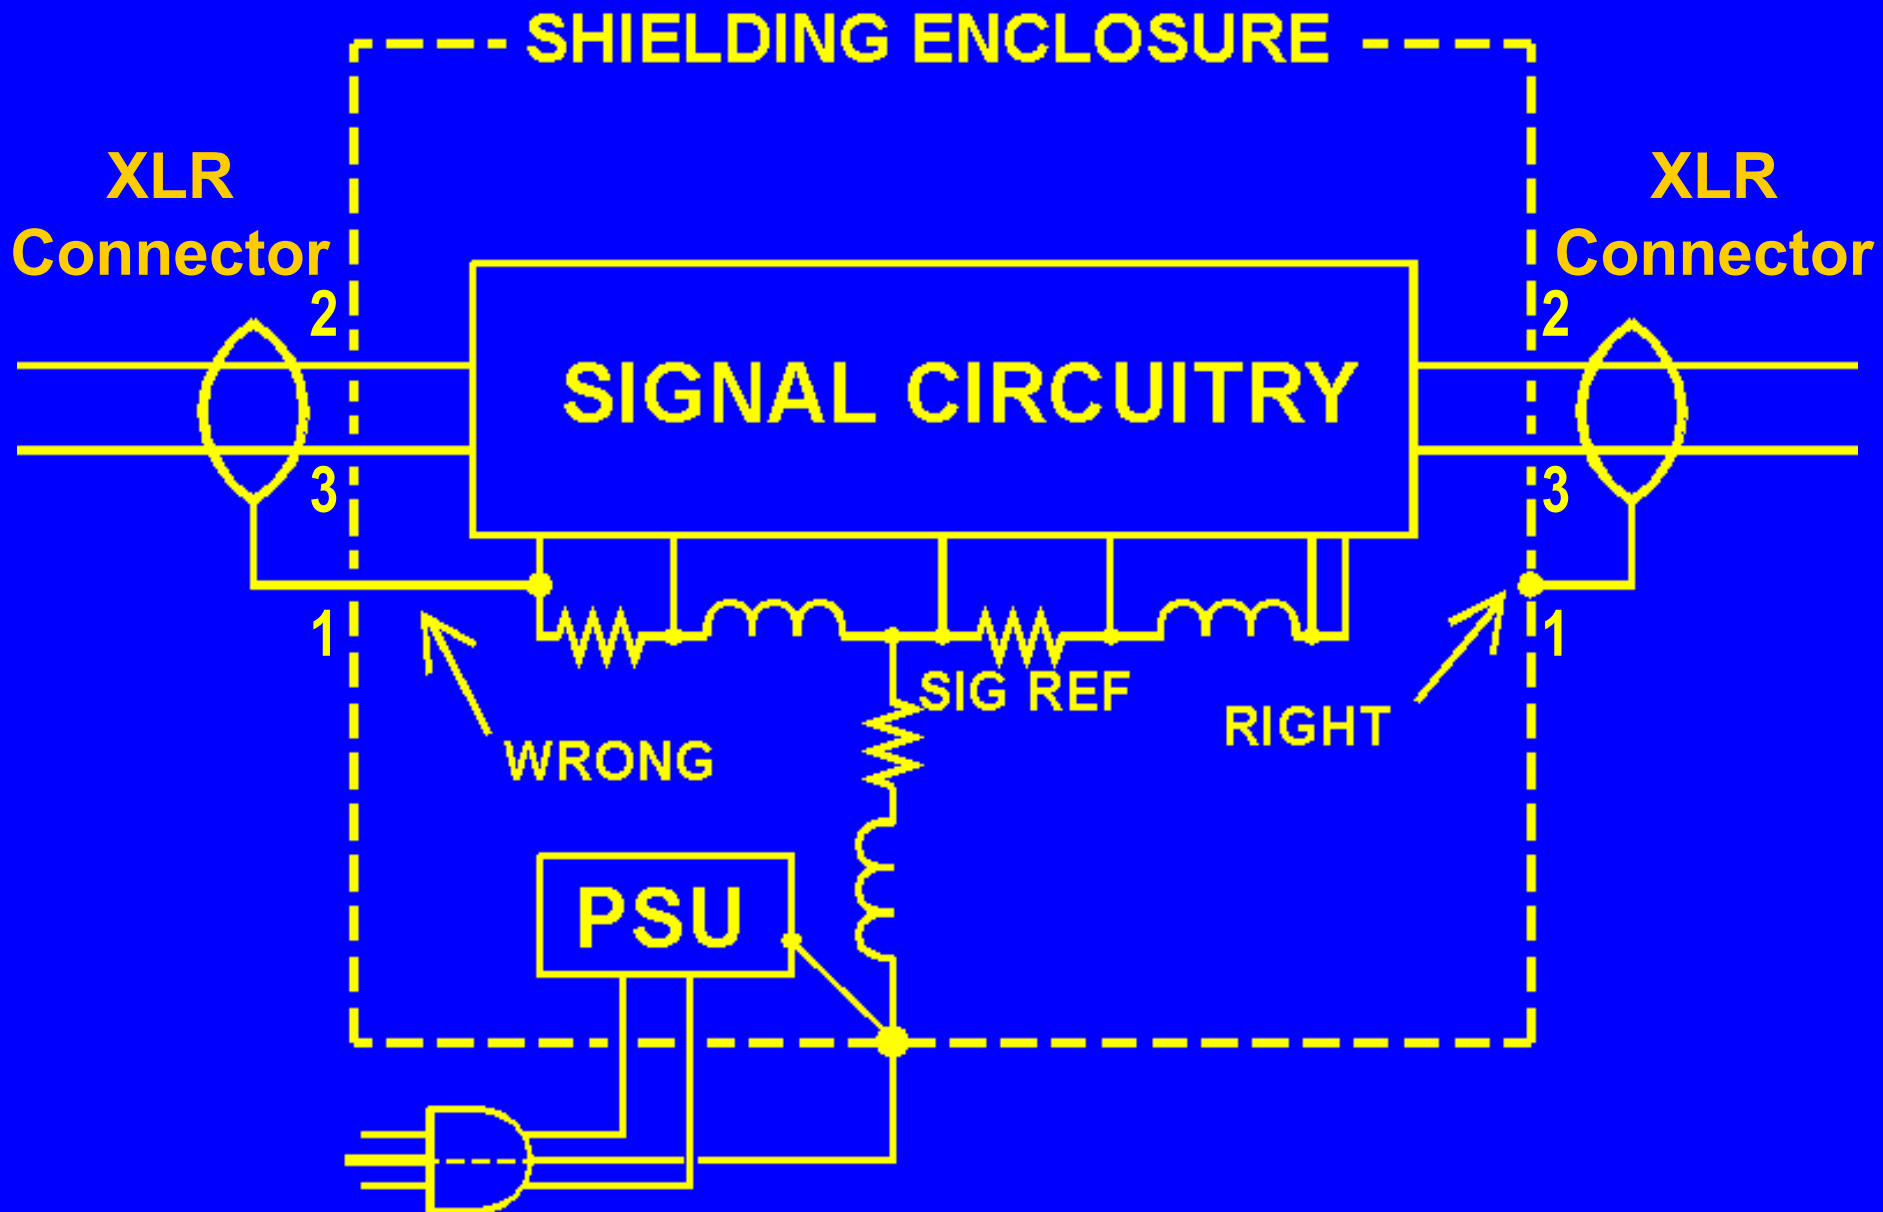 SHIELDING ENCLOSURE
XLR
Connector
XLR
Connector
2
2
SIGNAL CIRCUITRY
3
3
1
1
SIG REF
RIGHT
WRONG
PSU